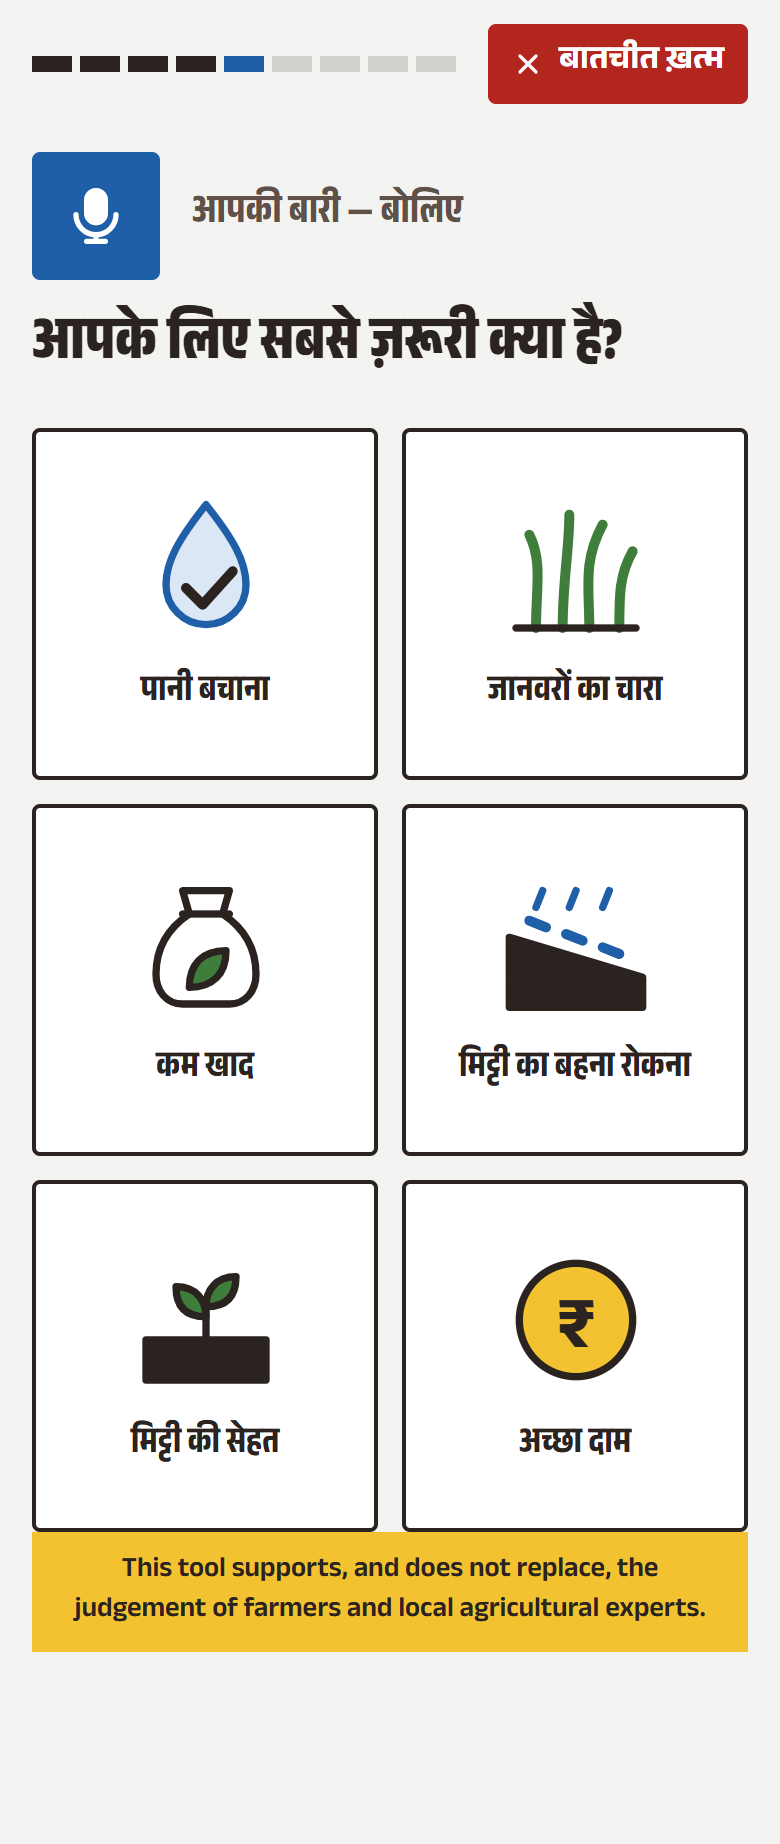 बातचीत ख़त्म
आपकी बारी – बोलिए
आपके लिए सबसे ज़रूरी क्या है?
पानी बचाना
जानवरों का चारा
कम खाद
मिट्टी का बहना रोकना
₹
मिट्टी की सेहत
अच्छा दाम
This tool supports, and does not replace, the
judgement of farmers and local agricultural experts.